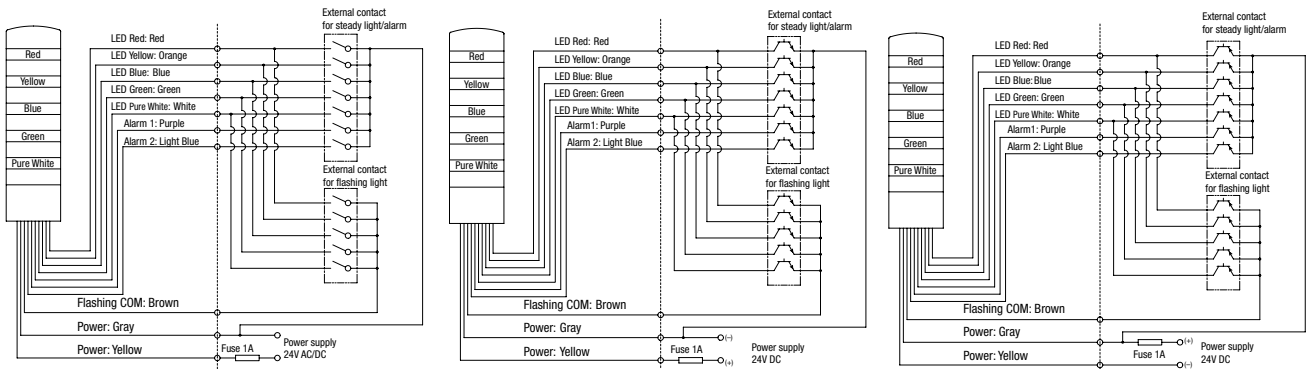 External contact
for steady light/alarm
LED Red: Red
LED Yellow: Orange
LED Blue: Blue
LED Green: Green
LED Pure White: White
Alarm 1: Purple
Alarm 2: Light Blue
Red
Yellow
Blue
Green
Pure White
External contact
for flashing light
Flashing COM: Brown
Power: Gray
Power: Yellow
Fuse 1A
Power supply
24V AC/DC
External contact
for steady light/alarm
LED Red: Red
LED Yellow: Orange
LED Blue: Blue
LED Green: Green
LED Pure White: White
Alarm1: Purple
Alarm 2: Light Blue
Red
Yellow
Blue
Green
Pure White
External contact
for flashing light
Flashing COM: Brown
Power: Gray
Power: Yellow
Fuse 1A
(−)
(+)
Power supply
24V DC
External contact
for steady light/alarm
LED Red: Red
LED Yellow: Orange
LED Blue: Blue
LED Green: Green
LED Pure White: White
Alarm1: Purple
Alarm 2: Light Blue
Red
Yellow
Blue
Green
Pure White
External contact
for flashing light
Flashing COM: Brown
Power: Gray
Power: Yellow
Fuse 1A
(+)
(−)
Power supply
24V DC